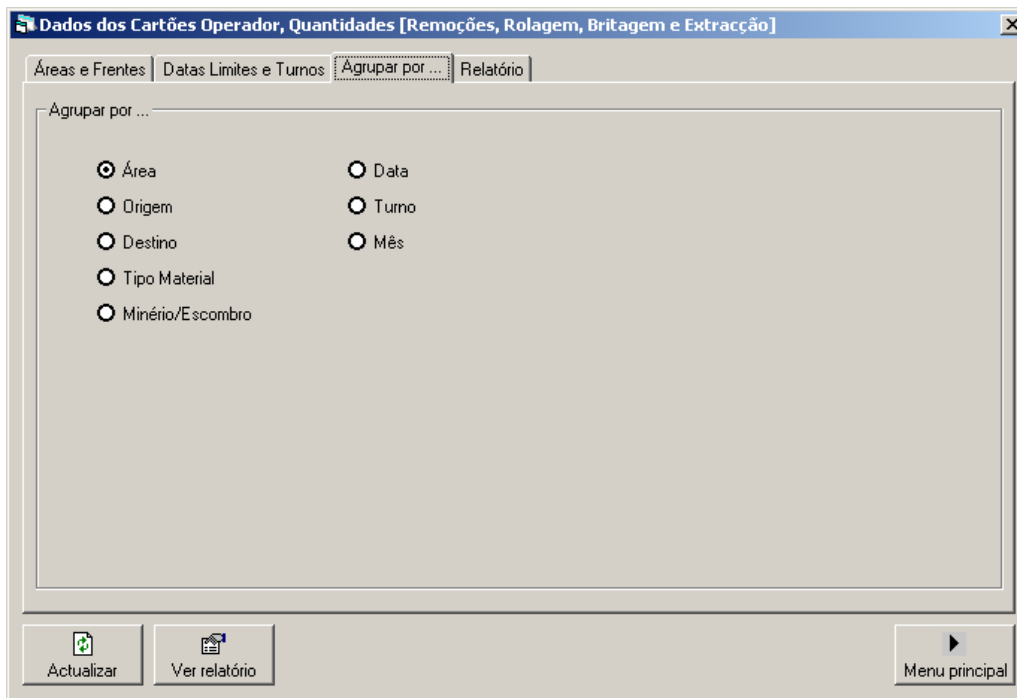 Dados dos Cartões Operador, Quantidades [Remoções, Rolagem, Britagem e Extracção]
Áreas e Frentes Datas Limites e Turnos Agrupar por ... Relatório
Agrupar por ...
Área Data
Origem Turno
Destino Mês
Tipo Material
Minério/Escombro
Actualizar Ver relatório Menu principal